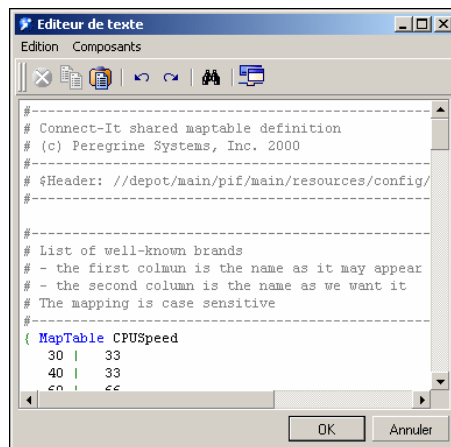 Editeur de texte
Edition Composants
#---------------------------------------------------
# Connect-It shared maptable definition
# (c) Peregrine Systems, Inc. 2000
#---------------------------------------------------
# $Header: //depot/main/pif/main/resources/config/
#---------------------------------------------------
#---------------------------------------------------
# List of well-known brands
# - the first colmun is the name as it may appear
# - the second column is the name as we want it
# The mapping is case sensitive
#---------------------------------------------------
{ MapTable CPUSpeed
30 | 33
40 | 33
60 | 66
OK Annuler